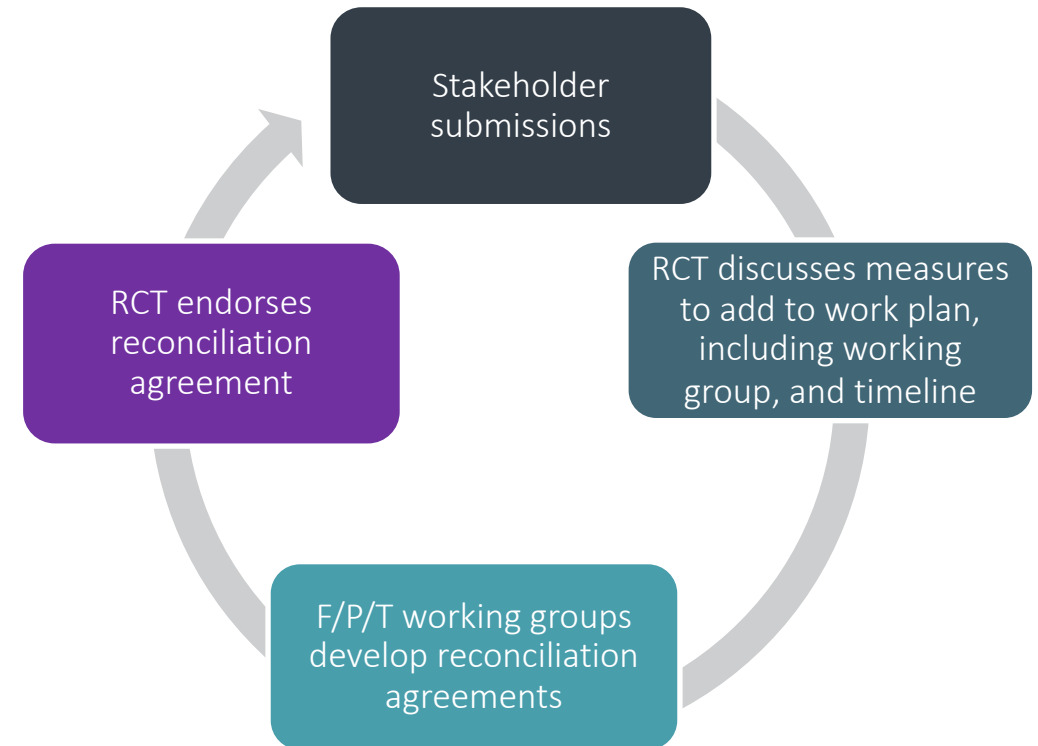 Stakeholder
submissions
RCT discusses measures
to add to work plan,
including working
group, and timeline
F/P/T working groups
develop reconciliation
agreements
RCT endorses
reconciliation
agreement